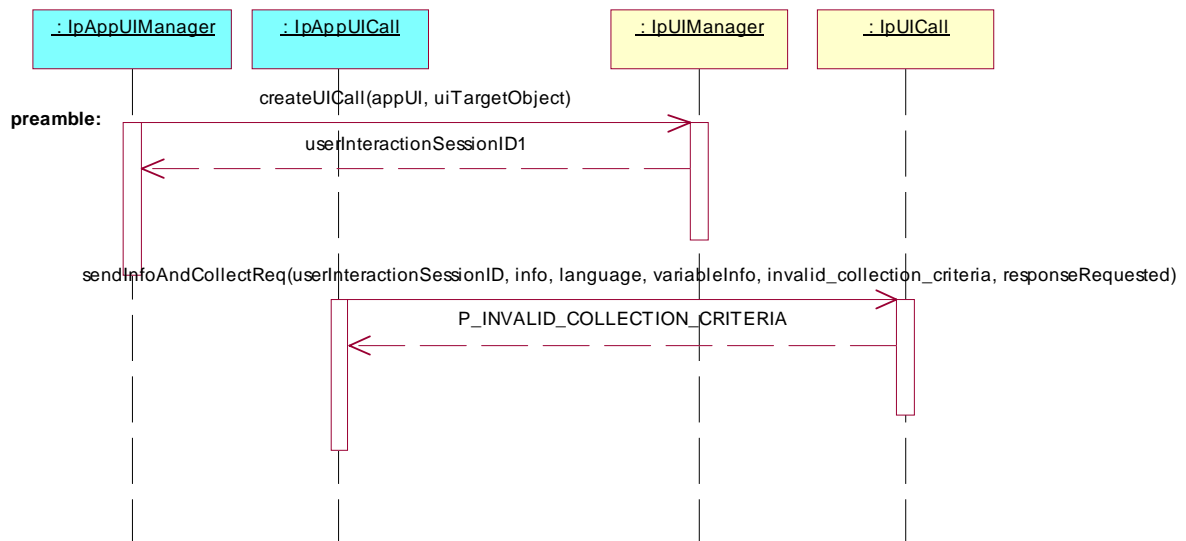 : IpAppUIManager
: IpAppUICall
: IpUIManager
: IpUICall
createUICall(appUI, uiTargetObject)
preamble:
userInteractionSessionID1
sendInfoAndCollectReq(userInteractionSessionID, info, language, variableInfo, invalid_collection_criteria, responseRequested)
P_INVALID_COLLECTION_CRITERIA